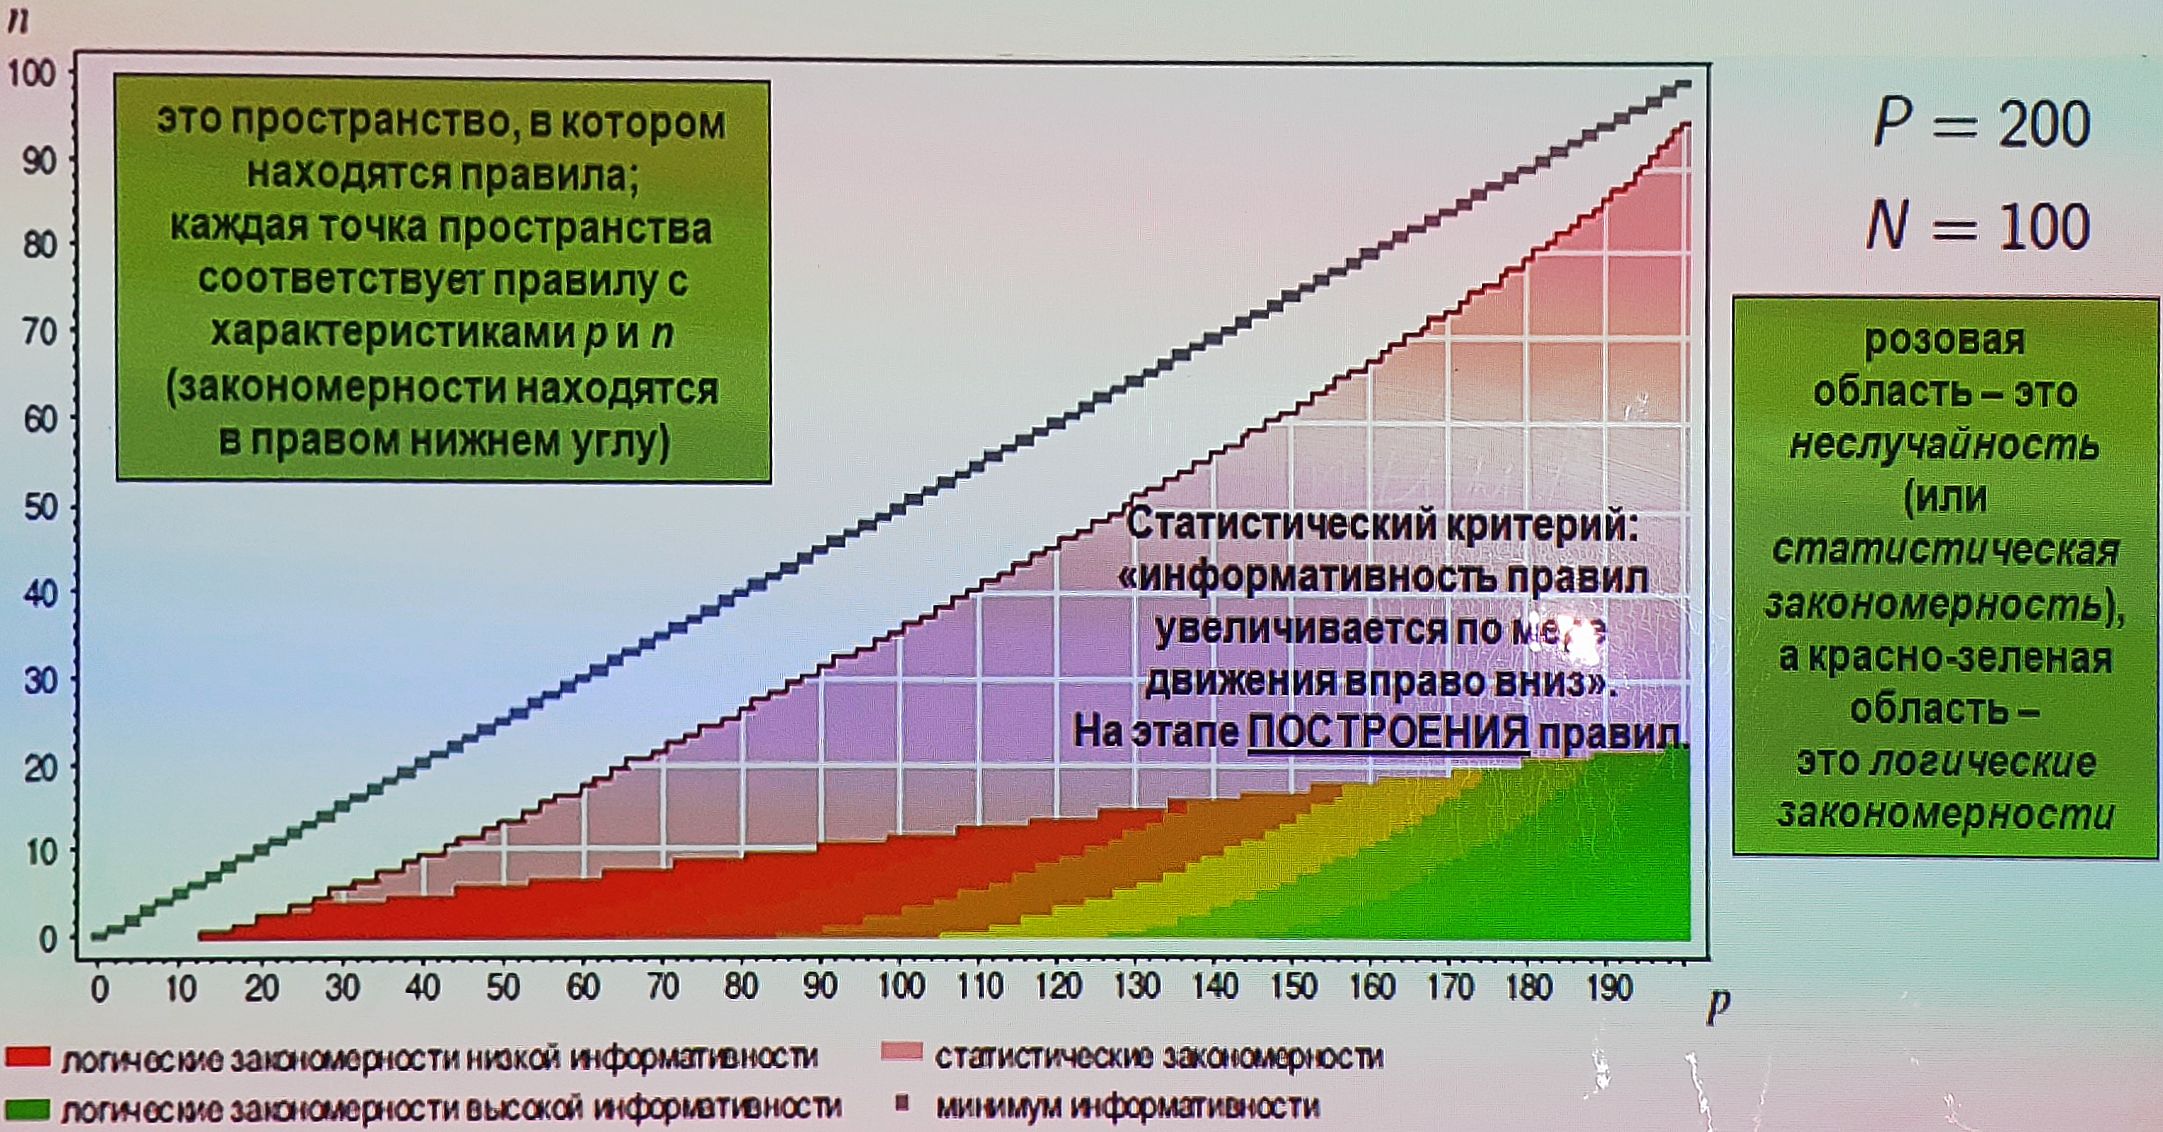 n
100
90
80
70
60
50
40
30
20
10
0
это пространство, в котором
находятся правила;
каждая точка пространства
соответствует правилу с
характеристиками p и n
(закономерности находятся
в правом нижнем углу)
P = 200
N = 100
розовая
область – это
неслучайность
(или
статистическая
закономерность),
а красно-зеленая
область –
это логические
закономерности
Статистический критерий:
«информативность правил
увеличивается по мере
движения вправо вниз».
На этапе ПОСТРОЕНИЯ правил.
0 10 20 30 40 50 60 70 80 90 100 110 120 130 140 150 160 170 180 190
p
логические закономерности низкой информативности
статистические закономерности
логические закономерности высокой информативности
минимум информативности